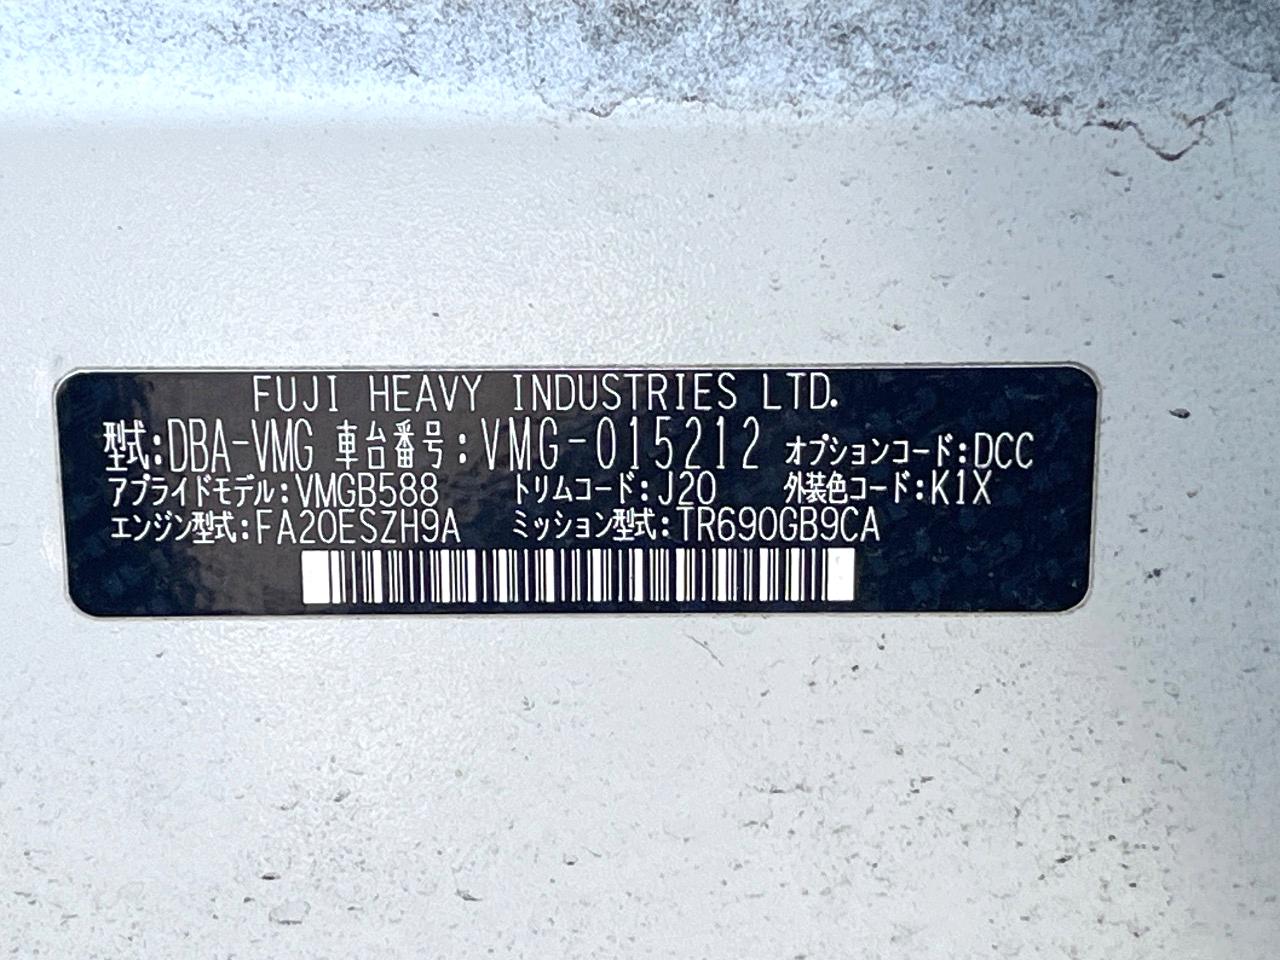 FUJI HEAVY INDUSTRIES LTD.
型式:DBA-VMG 車台番号:VMG-015212 オプションコード:DCC
アプライドモデル:VMGB588 トリムコード:J20 外装色コード:K1X
エンジン型式:FA20ESZH9A ミッション型式:TR690GB9CA